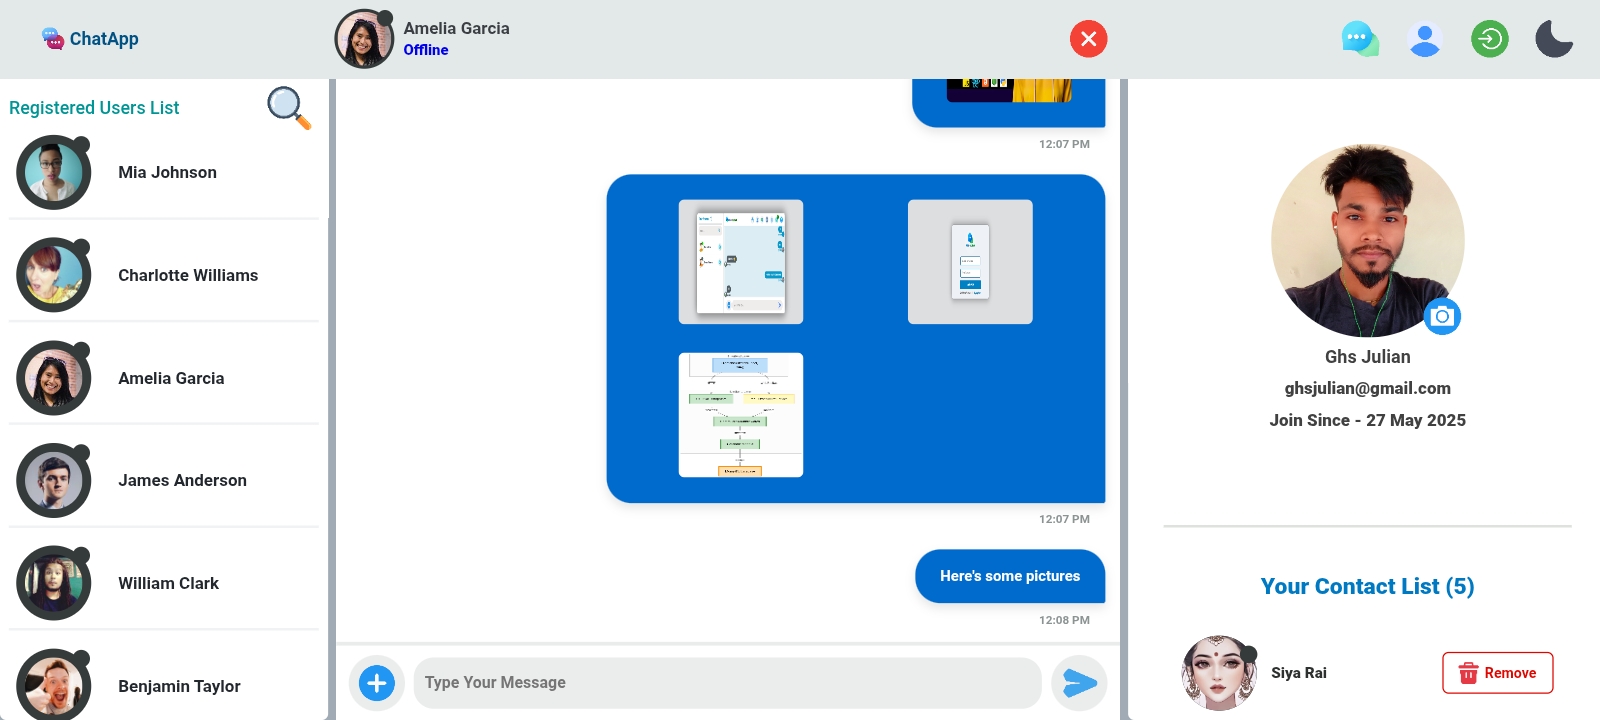 ChatApp
Amelia Garcia
Offline
Registered Users List
Mia Johnson
Charlotte Williams
Amelia Garcia
James Anderson
William Clark
Benjamin Taylor
12:07 PM
12:07 PM
Here's some pictures
12:08 PM
Type Your Message
Ghs Julian
ghsjulian@gmail.com
Join Since - 27 May 2025
Your Contact List (5)
Siya Rai
Remove